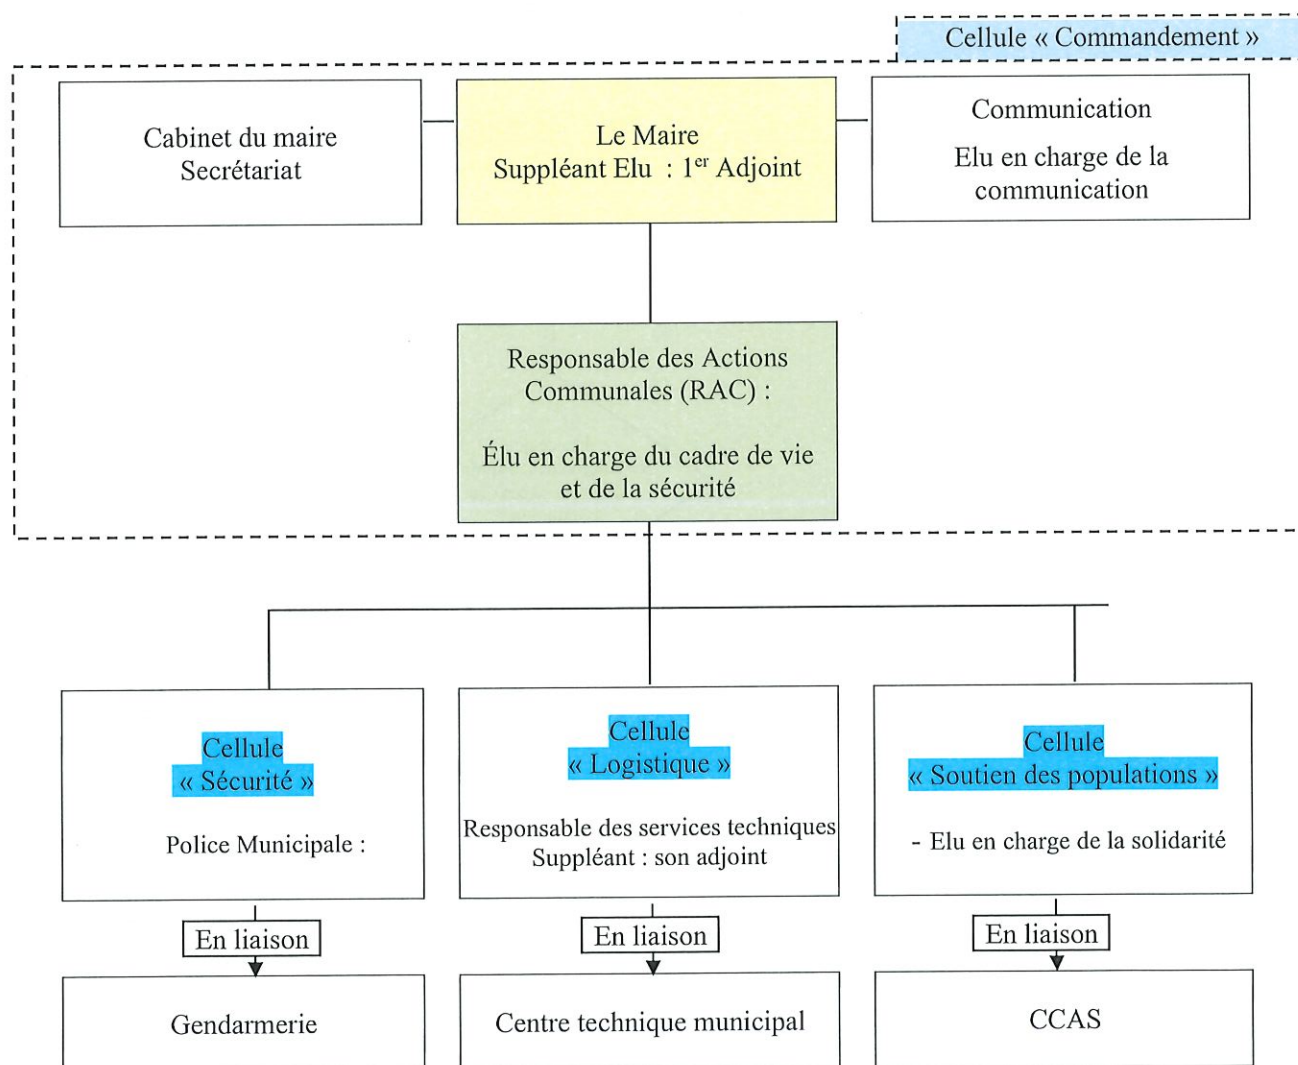 Cellule « Commandement »
Cabinet du maire
Secrétariat
Le Maire
Suppléant Elu : 1er Adjoint
Communication
Elu en charge de la
communication
Responsable des Actions
Communales (RAC) :
Élu en charge du cadre de vie
et de la sécurité
Cellule
« Sécurité »
Police Municipale :
Cellule
« Logistique »
Responsable des services techniques
Suppléant : son adjoint
Cellule
« Soutien des populations »
- Elu en charge de la solidarité
En liaison
En liaison
En liaison
Gendarmerie
Centre technique municipal
CCAS